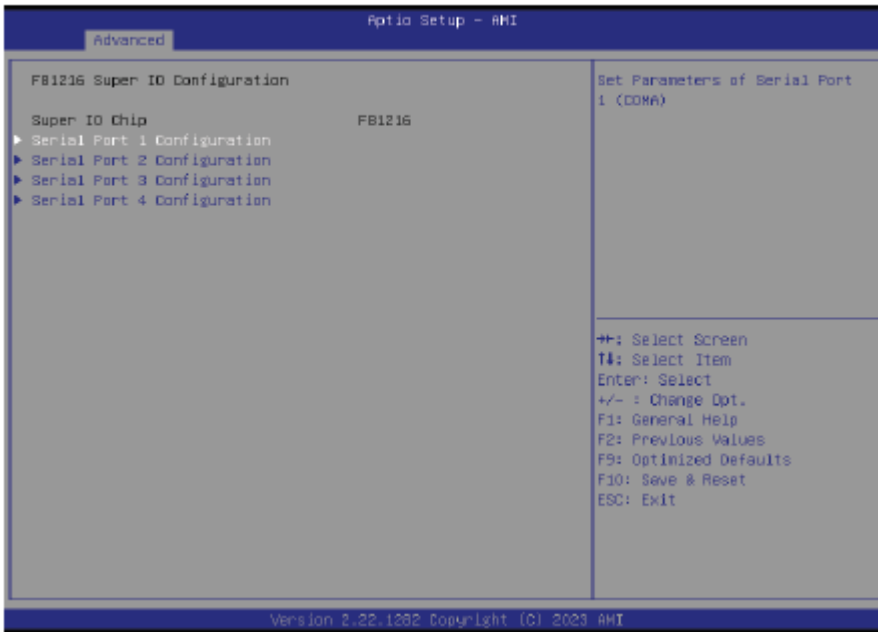 Aptio Setup - AMI
Advanced
F81216 Super IO Configuration
Super IO Chip F81216
Serial Port 1 Configuration
Serial Port 2 Configuration
Serial Port 3 Configuration
Serial Port 4 Configuration
Set Parameters of Serial Port
1 (COMA)
→←: Select Screen
↑↓: Select Item
Enter: Select
+/- : Change Opt.
F1: General Help
F2: Previous Values
F9: Optimized Defaults
F10: Save & Reset
ESC: Exit
Version 2.22.1282 Copyright (C) 2023 AMI